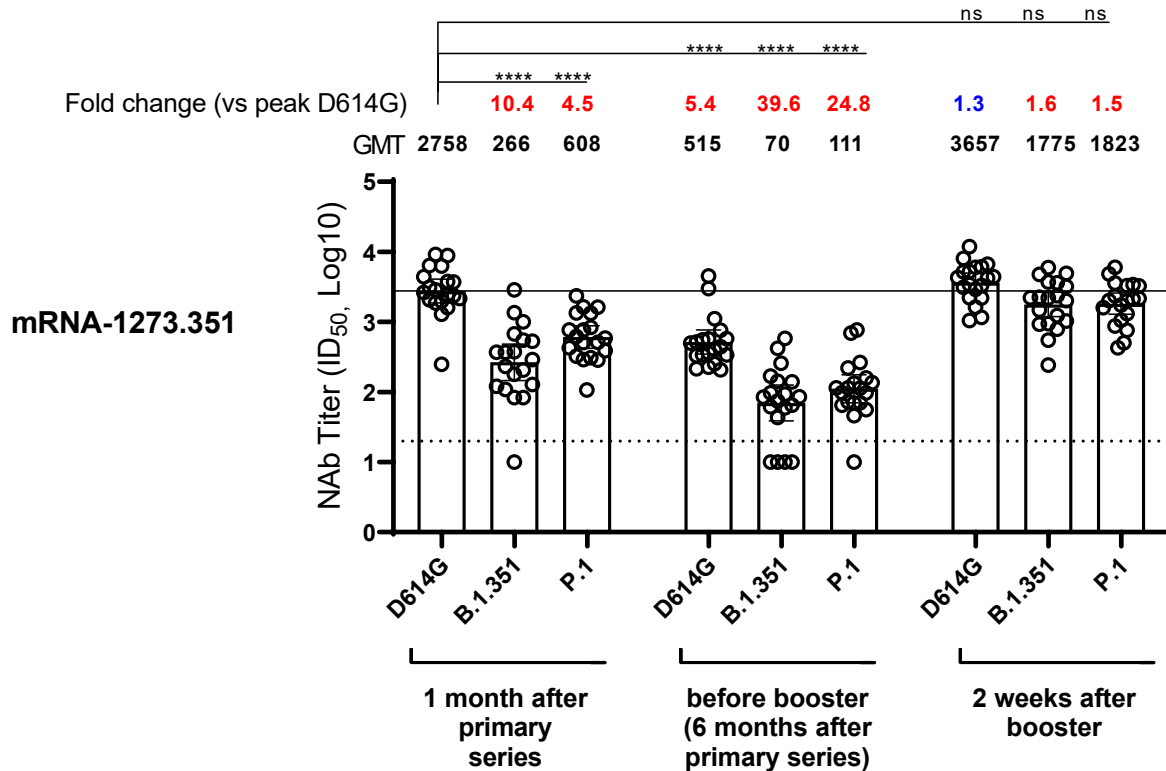 ns ns ns
**** **** ****
**** ****
Fold change (vs peak D614G) 10.4 4.5 5.4 39.6 24.8 1.3 1.6 1.5
GMT 2758 266 608 515 70 111 3657 1775 1823
mRNA-1273.351
NAb Titer (ID50, Log10)
5
4
3
2
1
0
D614G B.1.351 P.1 D614G B.1.351 P.1 D614G B.1.351 P.1
1 month after
primary
series
before booster
(6 months after
primary series)
2 weeks after
booster